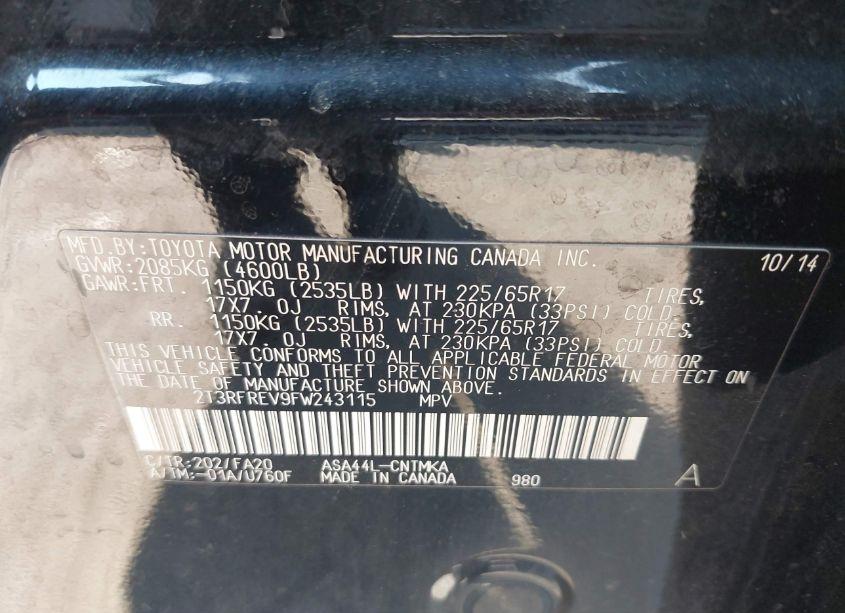 MFD.BY:TOYOTA MOTOR MANUFACTURING CANADA INC. 10/14
GVWR:2085KG (4600LB)
GAWR:FRT. 1150KG (2535LB) WITH 225/65R17 TIRES,
17X7.0J RIMS, AT 230KPA (33PSI) COLD.
RR. 1150KG (2535LB) WITH 225/65R17 TIRES,
17X7.0J RIMS, AT 230KPA (33PSI) COLD.
THIS VEHICLE CONFORMS TO ALL APPLICABLE FEDERAL MOTOR
VEHICLE SAFETY AND THEFT PREVENTION STANDARDS IN EFFECT ON
THE DATE OF MANUFACTURE SHOWN ABOVE.
2T3RFREV9FW243115 MPV
C/TR:202/FA20 ASA44L-CNTMKA
A/TM:-01A/U760F MADE IN CANADA 980 A